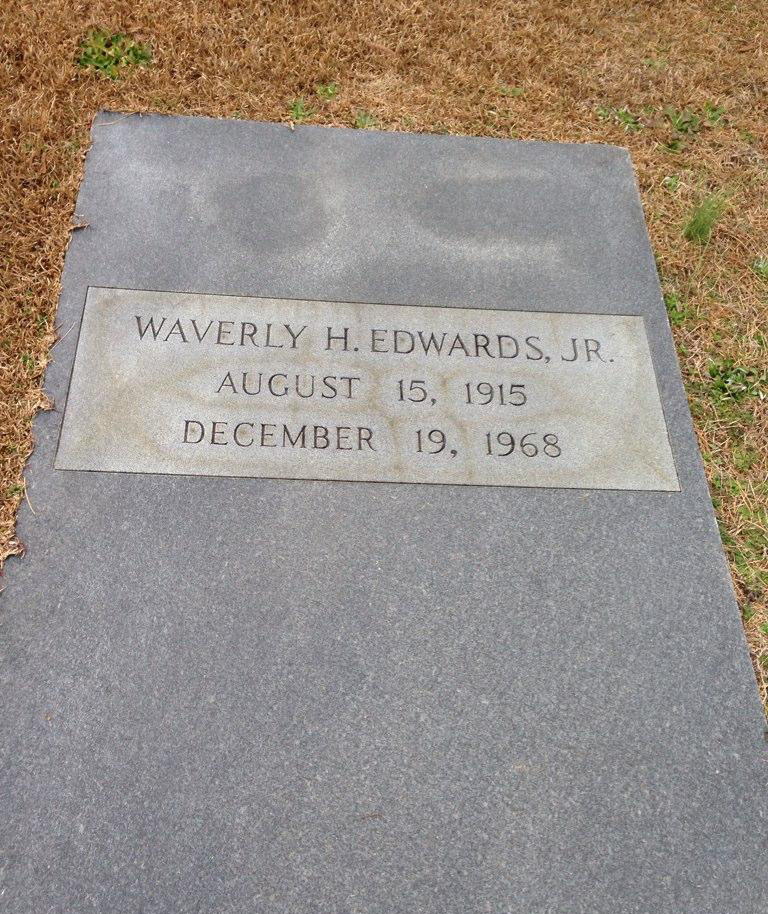 WAVERLY H. EDWARDS, JR.
AUGUST 15, 1915
DECEMBER 19, 1968